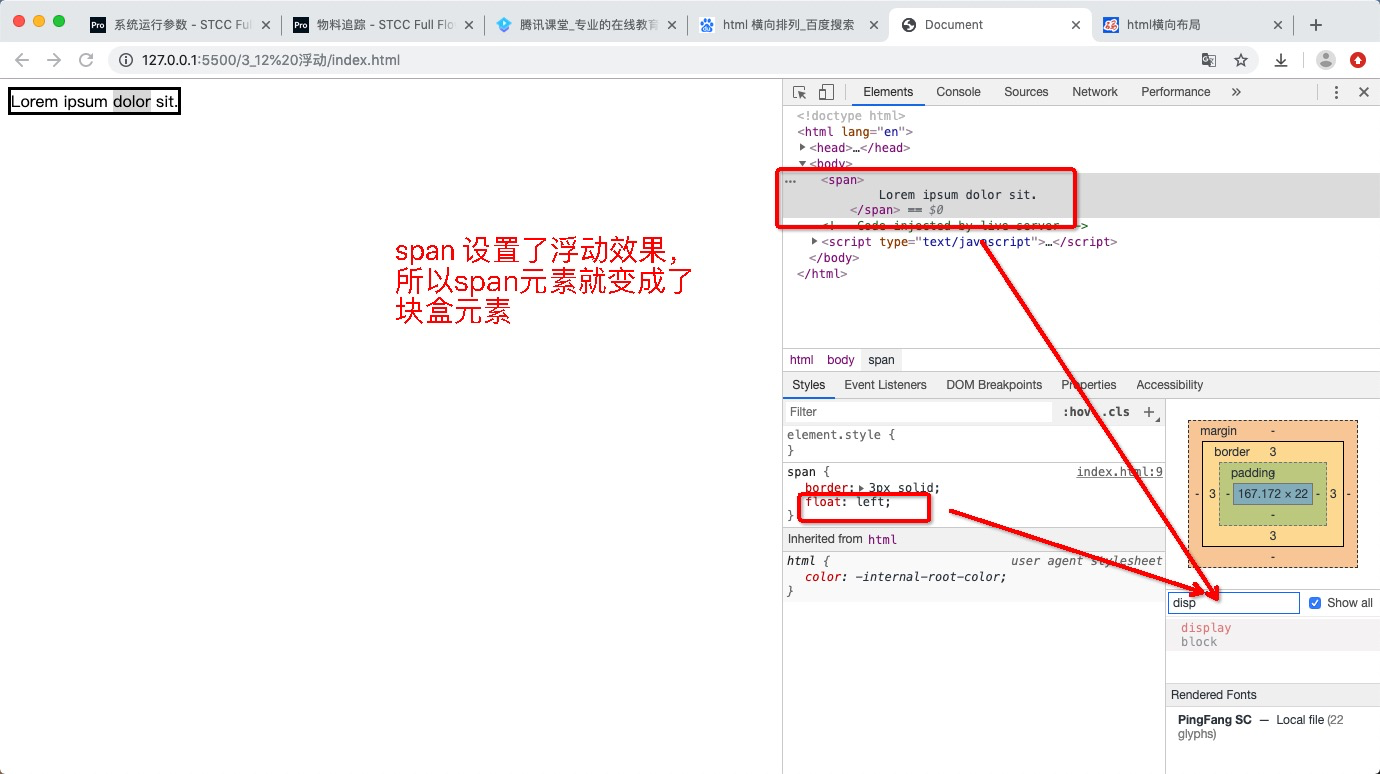 系统运行参数 - STCC Full
物料追踪 - STCC Full Flo
腾讯课堂_专业的在线教育
html 横向排列_百度搜索
Document
html横向布局
127.0.0.1:5500/3_12%20浮动/index.html
Lorem ipsum dolor sit.
span 设置了浮动效果，
所以span元素就变成了
块盒元素
Elements Console Sources Network Performance »
<!doctype html>
<html lang="en">
<head>…</head>
<body>
<span>
Lorem ipsum dolor sit.
</span> == $0
<!-- Code injected by live-server -->
<script type="text/javascript">…</script>
</body>
</html>
html body span
Styles Event Listeners DOM Breakpoints Properties Accessibility
Filter
:hov .cls +
element.style {
}
span {
index.html:9
border: 3px solid;
float: left;
}
Inherited from html
html {
user agent stylesheet
color: -internal-root-color;
}
margin -
border 3
padding -
- 3 - 167.172 × 22 - 3 -
-
3
-
disp
Show all
display
block
Rendered Fonts
PingFang SC — Local file (22
glyphs)